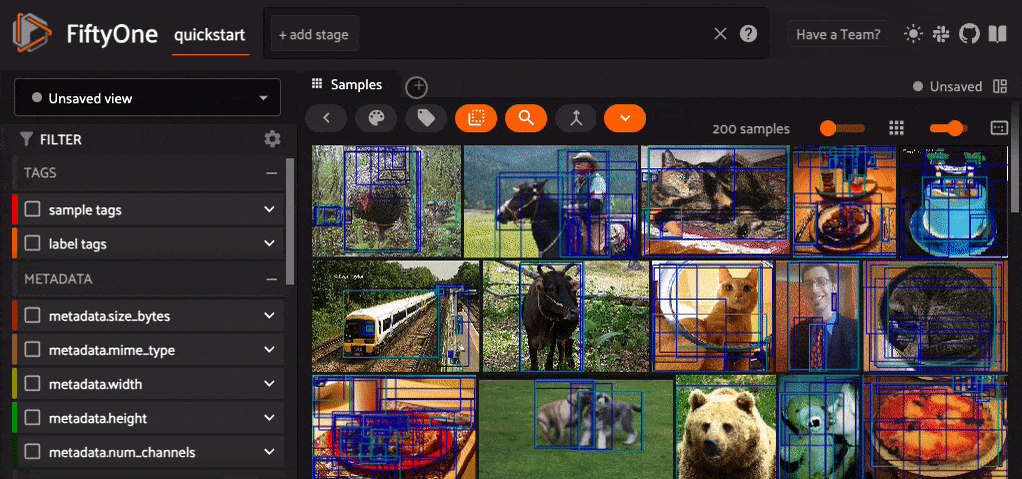 FiftyOne
quickstart
+ add stage
Have a Team?
Unsaved view
Samples
Unsaved
FILTER
200 samples
TAGS
sample tags
label tags
METADATA
metadata.size_bytes
metadata.mime_type
metadata.width
metadata.height
metadata.num_channels